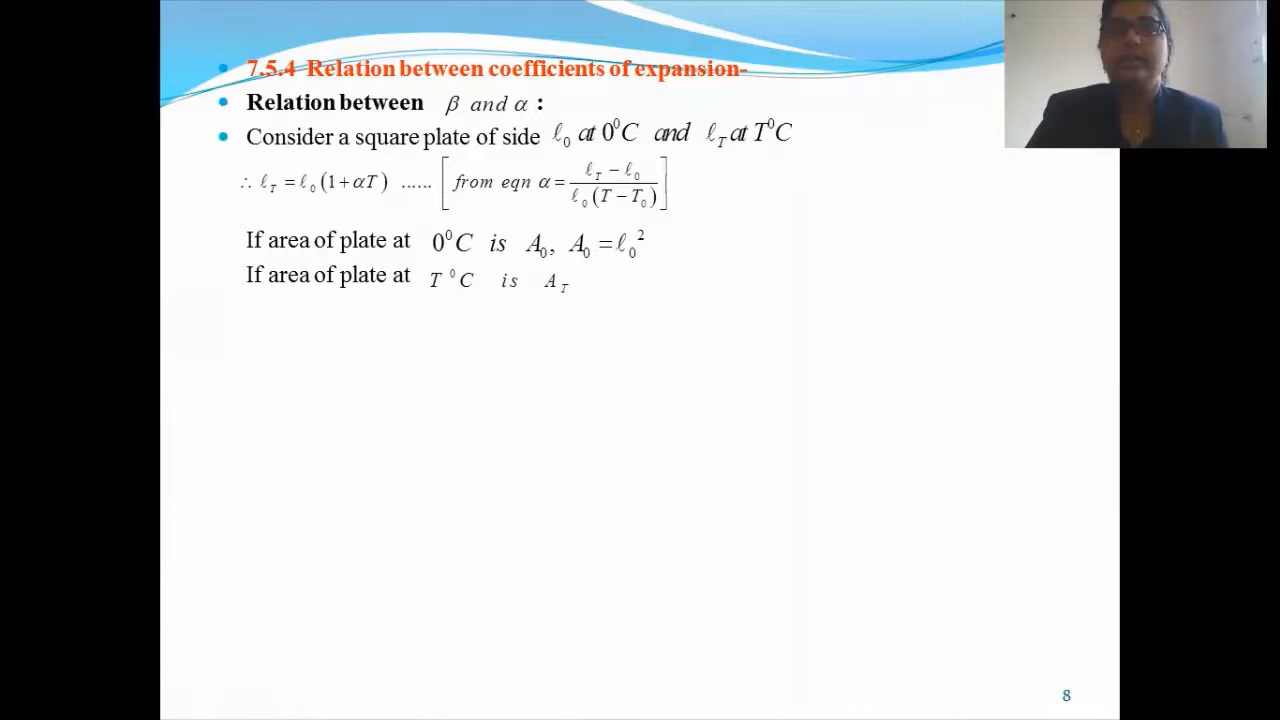 • 7.5.4 Relation between coefficients of expansion-
• Relation between β and α :
• Consider a square plate of side ℓ₀ at 0⁰C and ℓ_T at T⁰C
∴ ℓ_T = ℓ₀ (1 + αT) ...... [from eqn α = (ℓ_T − ℓ₀) / (ℓ₀ (T − T₀))]
If area of plate at 0⁰C is A₀, A₀ = ℓ₀²
If area of plate at T ⁰C is A_T
8